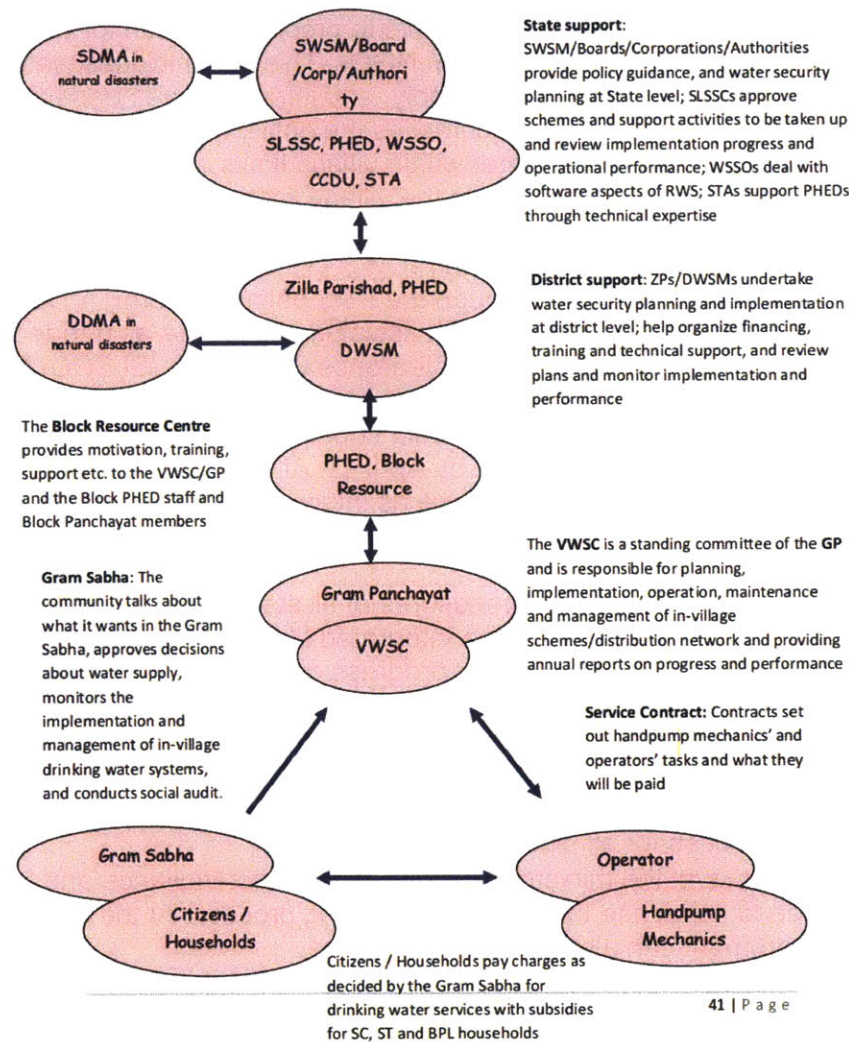 State support:
SWSM/Boards/Corporations/Authorities
provide policy guidance, and water security
planning at State level; SLSSCs approve
schemes and support activities to be taken up
and review implementation progress and
operational performance; WSSOs deal with
software aspects of RWS; STAs support PHEDs
through technical expertise
SDMA in
natural disasters
SWSM/Board
/Corp/Authori
ty
SLSSC, PHED, WSSO,
CCDU, STA
Zilla Parishad, PHED
DWSM
DDMA in
natural disasters
District support: ZPs/DWSMs undertake
water security planning and implementation
at district level; help organize financing,
training and technical support, and review
plans and monitor implementation and
performance
The Block Resource Centre
provides motivation, training,
support etc. to the VWSC/GP
and the Block PHED staff and
Block Panchayat members
PHED, Block
Resource
Gram Panchayat
VWSC
The VWSC is a standing committee of the GP
and is responsible for planning,
implementation, operation, maintenance
and management of in-village
schemes/distribution network and providing
annual reports on progress and performance
Gram Sabha: The
community talks about
what it wants in the Gram
Sabha, approves decisions
about water supply,
monitors the
implementation and
management of in-village
drinking water systems,
and conducts social audit.
Service Contract: Contracts set
out handpump mechanics' and
operators' tasks and what they
will be paid
Gram Sabha
Citizens /
Households
Operator
Handpump
Mechanics
Citizens / Households pay charges as
decided by the Gram Sabha for
drinking water services with subsidies
for SC, ST and BPL households
41 | Page